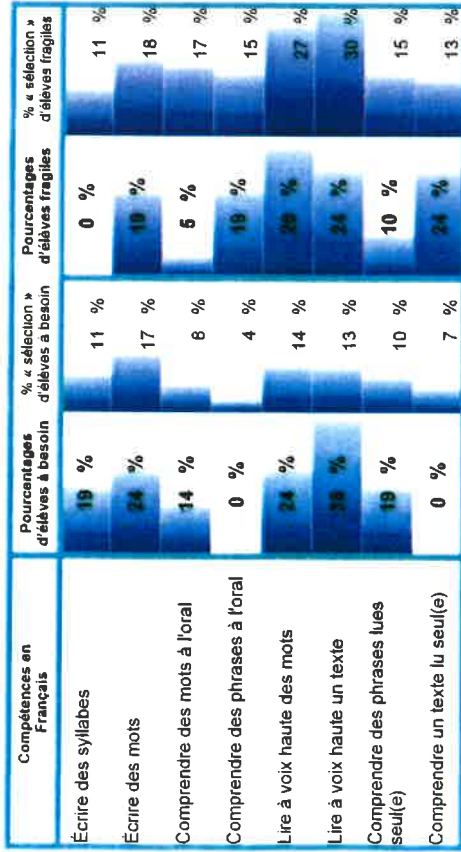 Compétences en
Français
Pourcentages
d'élèves à besoin
% « sélection »
d'élèves à besoin
Pourcentages
d'élèves fragiles
% « sélection »
d'élèves fragiles
Écrire des syllabes 19 % 11 % 0 % 11 %
Écrire des mots 24 % 17 % 19 % 18 %
Comprendre des mots à l'oral 14 % 8 % 5 % 17 %
Comprendre des phrases à l'oral 0 % 4 % 19 % 15 %
Lire à voix haute des mots 24 % 14 % 29 % 27 %
Lire à voix haute un texte 38 % 13 % 24 % 30 %
Comprendre des phrases lues
seul(e) 19 % 10 % 10 % 15 %
Comprendre un texte lu seul(e) 0 % 7 % 24 % 13 %